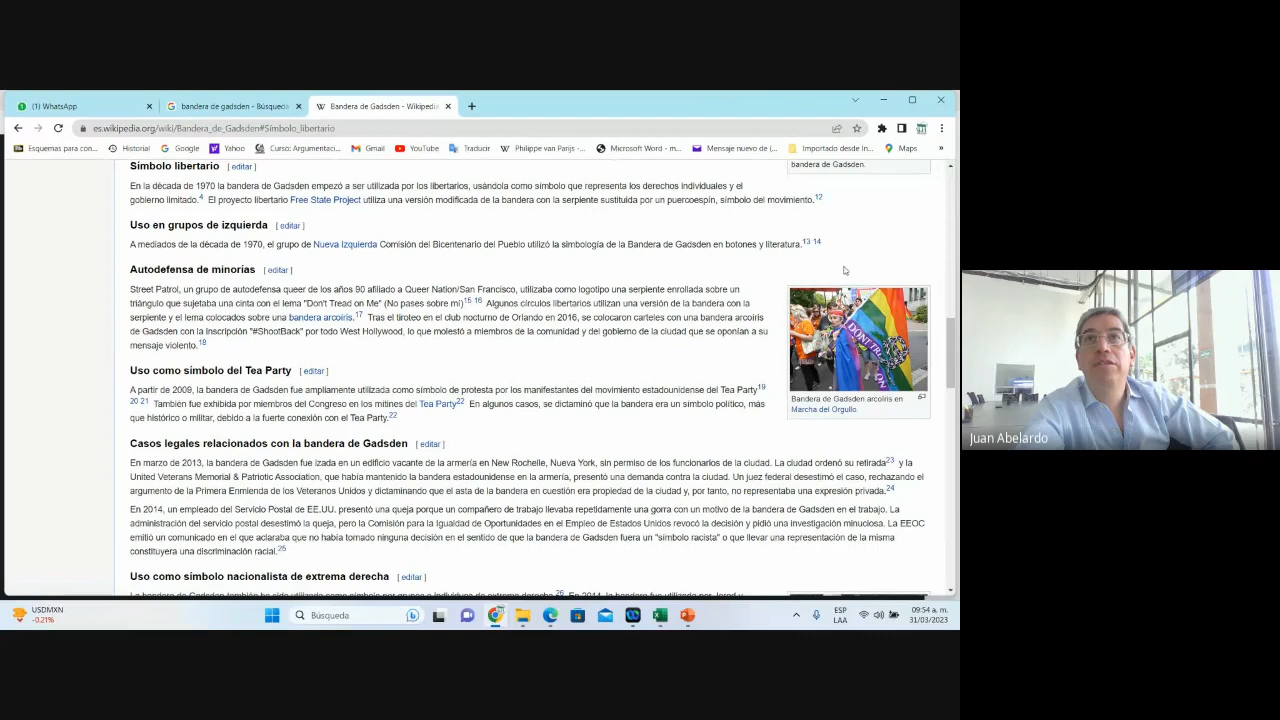 (1) WhatsApp
bandera de gadsden - Búsqueda
Bandera de Gadsden - Wikipedia
es.wikipedia.org/wiki/Bandera_de_Gadsden#Símbolo_libertario
Esquemas para con...
Historial
Google
Yahoo
Curso: Argumentaci...
Gmail
YouTube
Traducir
Philippe van Parijs -...
Microsoft Word - m...
Mensaje nuevo de (...
Importado desde In...
Maps
»
bandera de Gadsden.
Símbolo libertario [ editar ]
En la década de 1970 la bandera de Gadsden empezó a ser utilizada por los libertarios, usándola como símbolo que representa los derechos individuales y el
gobierno limitado.4 El proyecto libertario Free State Project utiliza una versión modificada de la bandera con la serpiente sustituida por un puercoespín, símbolo del movimiento.12
Uso en grupos de izquierda [ editar ]
A mediados de la década de 1970, el grupo de Nueva Izquierda Comisión del Bicentenario del Pueblo utilizó la simbología de la Bandera de Gadsden en botones y literatura.13 14
Autodefensa de minorías [ editar ]
Street Patrol, un grupo de autodefensa queer de los años 90 afiliado a Queer Nation/San Francisco, utilizaba como logotipo una serpiente enrollada sobre un
triángulo que sujetaba una cinta con el lema "Don't Tread on Me" (No pases sobre mí)15 16 Algunos círculos libertarios utilizan una versión de la bandera con la
serpiente y el lema colocados sobre una bandera arcoíris.17 Tras el tiroteo en el club nocturno de Orlando en 2016, se colocaron carteles con una bandera arcoíris
de Gadsden con la inscripción "#ShootBack" por todo West Hollywood, lo que molestó a miembros de la comunidad y del gobierno de la ciudad que se oponían a su
mensaje violento.18
Bandera de Gadsden arcoíris en
Marcha del Orgullo.
Uso como símbolo del Tea Party [ editar ]
A partir de 2009, la bandera de Gadsden fue ampliamente utilizada como símbolo de protesta por los manifestantes del movimiento estadounidense del Tea Party19
20 21 También fue exhibida por miembros del Congreso en los mítines del Tea Party22 En algunos casos, se dictaminó que la bandera era un símbolo político, más
que histórico o militar, debido a la fuerte conexión con el Tea Party.22
Casos legales relacionados con la bandera de Gadsden [ editar ]
En marzo de 2013, la bandera de Gadsden fue izada en un edificio vacante de la armería en New Rochelle, Nueva York, sin permiso de los funcionarios de la ciudad. La ciudad ordenó su retirada23 y la
United Veterans Memorial & Patriotic Association, que había mantenido la bandera estadounidense en la armería, presentó una demanda contra la ciudad. Un juez federal desestimó el caso, rechazando el
argumento de la Primera Enmienda de los Veteranos Unidos y dictaminando que el asta de la bandera en cuestión era propiedad de la ciudad y, por tanto, no representaba una expresión privada.24
En 2014, un empleado del Servicio Postal de EE.UU. presentó una queja porque un compañero de trabajo llevaba repetidamente una gorra con un motivo de la bandera de Gadsden en el trabajo. La
administración del servicio postal desestimó la queja, pero la Comisión para la Igualdad de Oportunidades en el Empleo de Estados Unidos revocó la decisión y pidió una investigación minuciosa. La EEOC
emitió un comunicado en el que aclaraba que no había tomado ninguna decisión en el sentido de que la bandera de Gadsden fuera un "símbolo racista" o que llevar una representación de la misma
constituyera una discriminación racial.25
Uso como símbolo nacionalista de extrema derecha [ editar ]
Juan Abelardo
USDMXN
-0.21%
Búsqueda
ESP
LAA
09:54 a. m.
31/03/2023